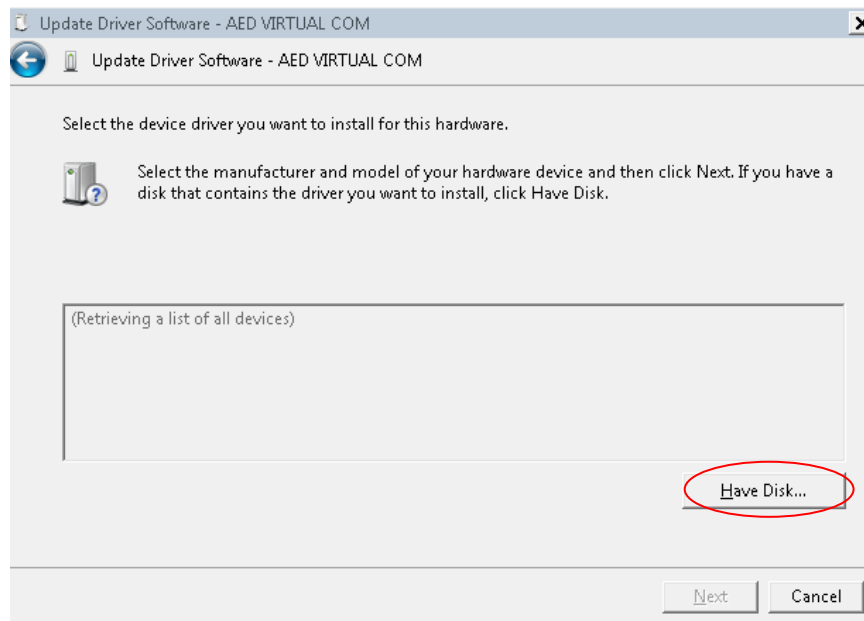 Update Driver Software - AED VIRTUAL COM
Update Driver Software - AED VIRTUAL COM
Select the device driver you want to install for this hardware.
Select the manufacturer and model of your hardware device and then click Next. If you have a
disk that contains the driver you want to install, click Have Disk.
(Retrieving a list of all devices)
Have Disk...
Next
Cancel